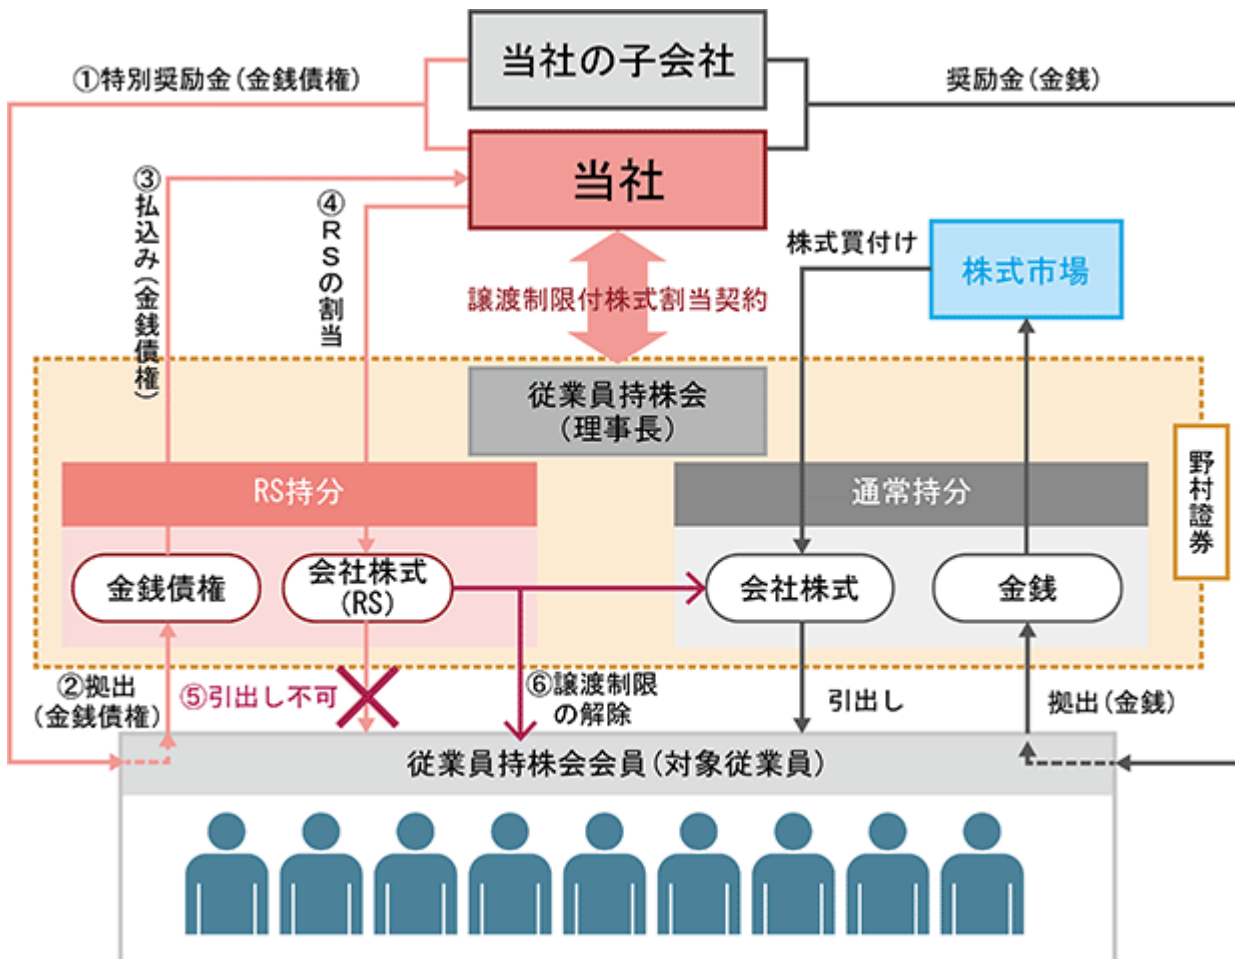 当社の子会社
①特別奨励金(金銭債権)
奨励金(金銭)
当社
③払込み(金銭債権)
④RSの割当
株式買付け
株式市場
譲渡制限付株式割当契約
従業員持株会
(理事長)
野村證券
RS持分
通常持分
金銭債権
会社株式
(RS)
会社株式
金銭
②拠出
(金銭債権)
⑤引出し不可
⑥譲渡制限
の解除
引出し
拠出(金銭)
従業員持株会会員(対象従業員)